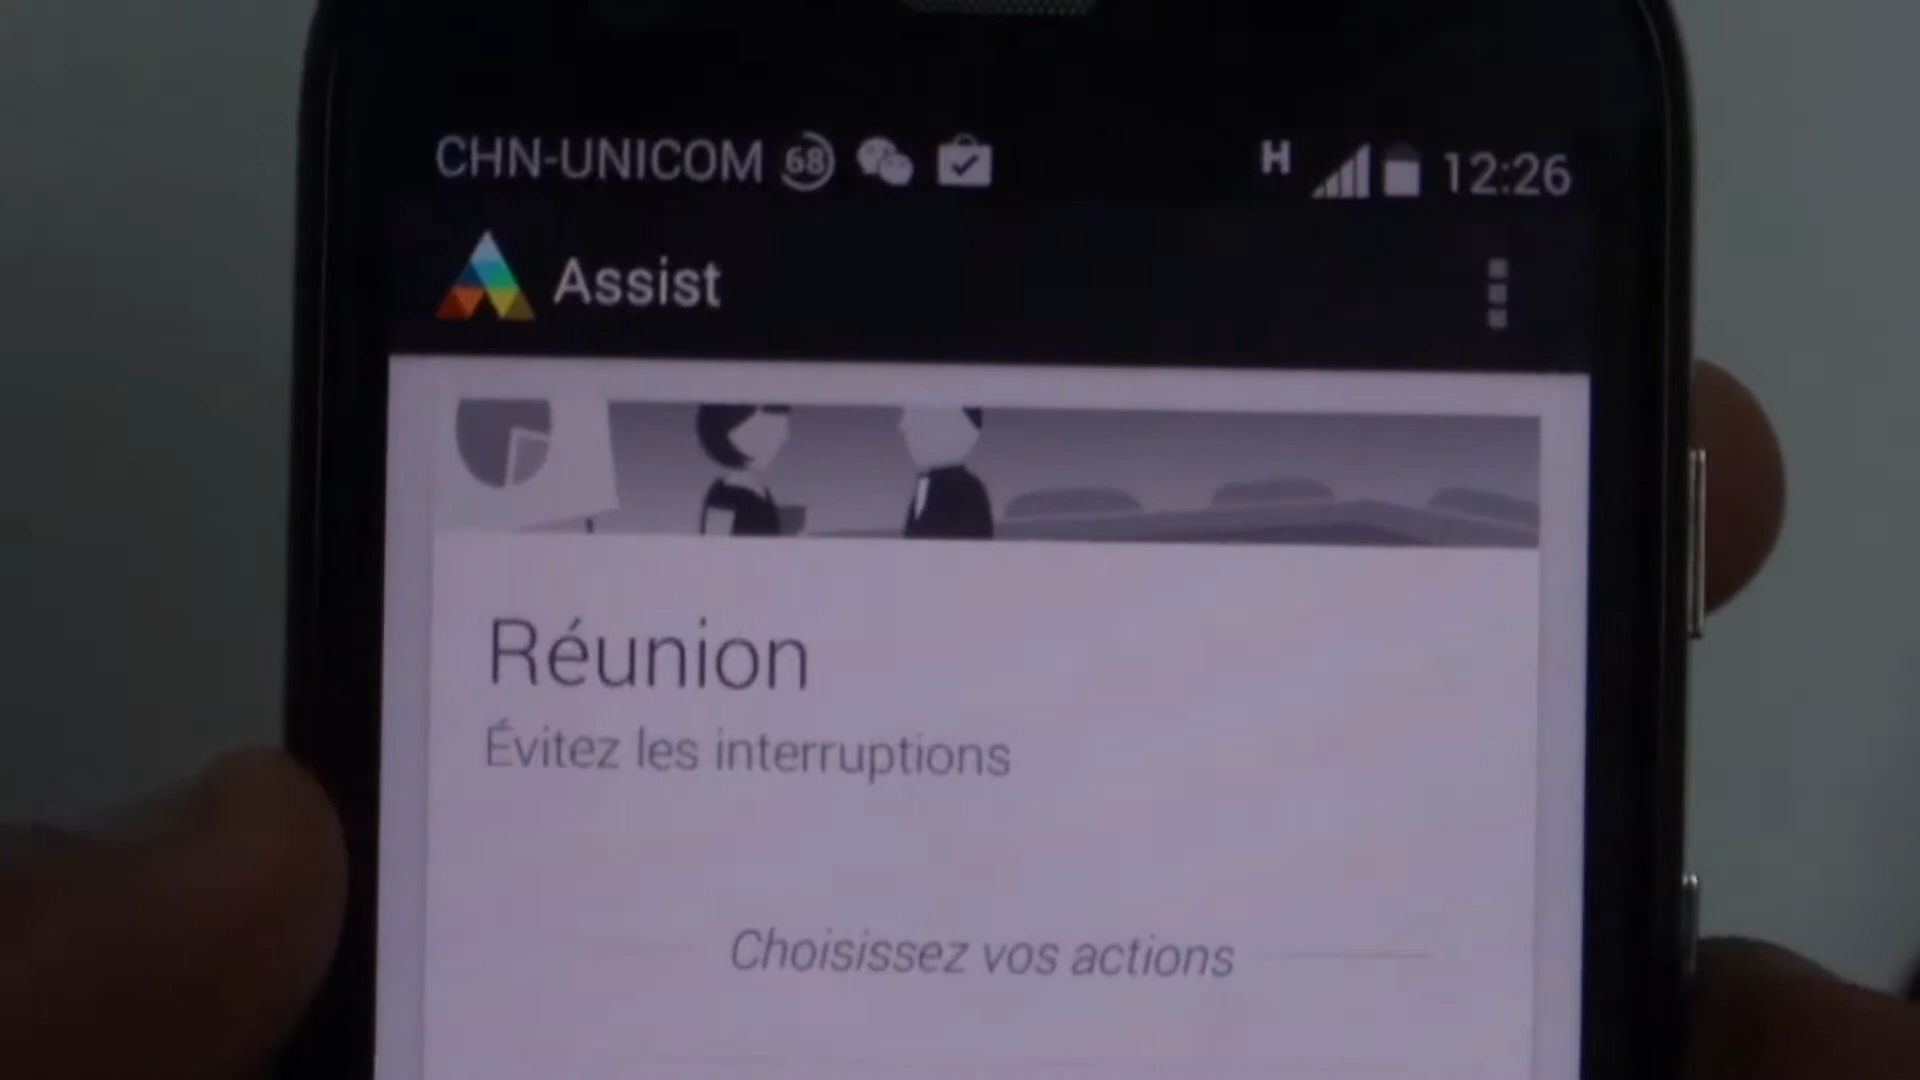 CHN-UNICOM 68 H 12:26
Assist
Réunion
Évitez les interruptions
Choisissez vos actions